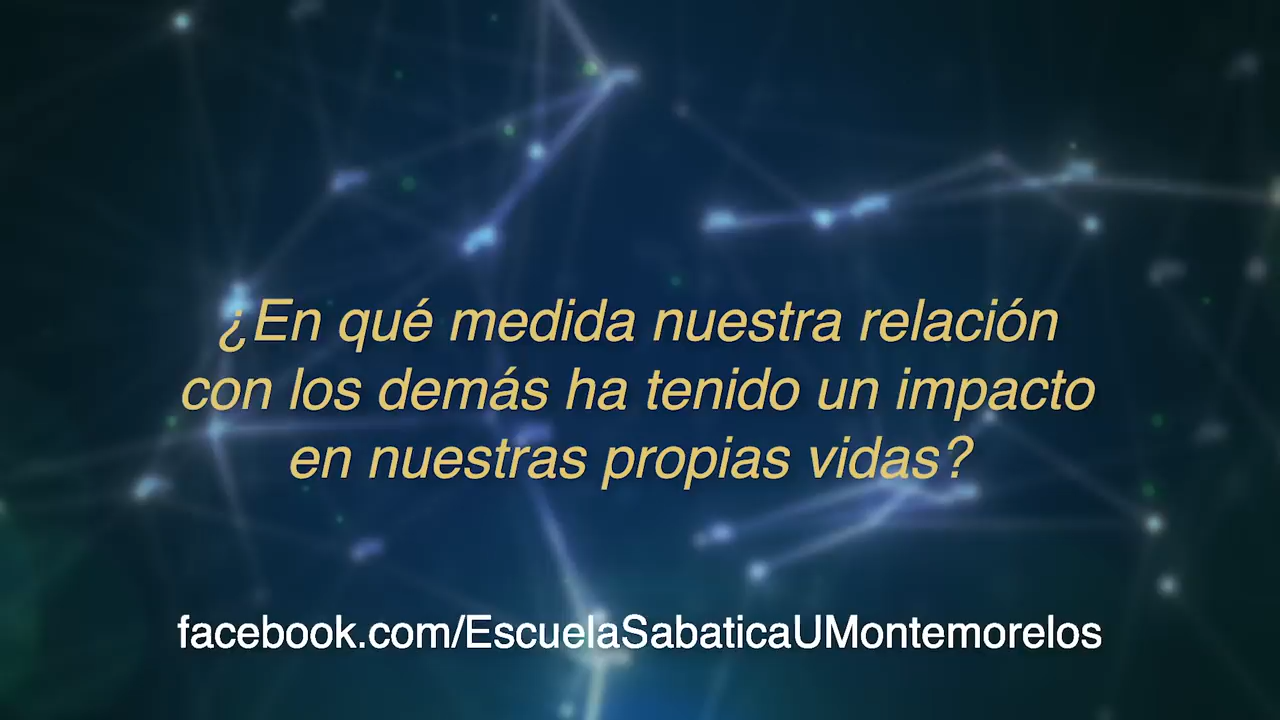 ¿En qué medida nuestra relación
con los demás ha tenido un impacto
en nuestras propias vidas?
facebook.com/EscuelaSabaticaUMontemorelos